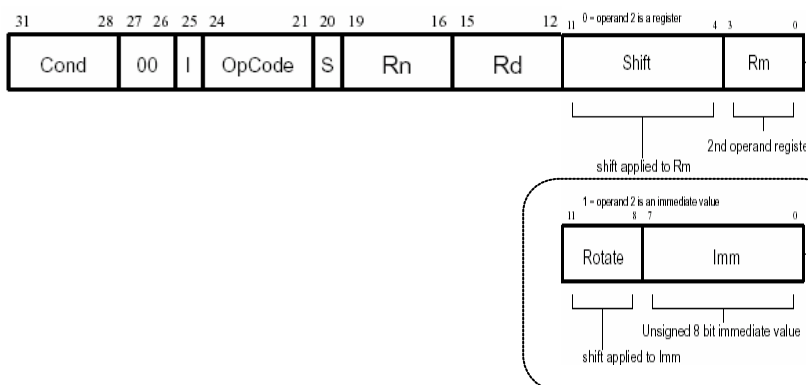 0 = operand 2 is a register
31 28 27 26 25 24 21 20 19 16 15 12 11 4 3 0
Cond 00 I OpCode S Rn Rd Shift Rm
2nd operand registe
shift applied to Rm
1 = operand 2 is an immediate value
11 8 7 0
Rotate Imm
Unsigned 8 bit immediate value
shift applied to Imm